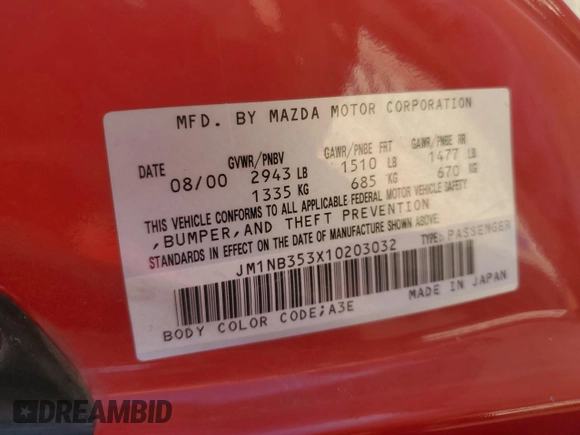 MFD. BY MAZDA MOTOR CORPORATION
DATE GVWR/PNBV GAWR/PNBE FRT GAWR/PNBE RR
08/00 2943 LB 1510 LB 1477 LB
1335 KG 685 KG 670 KG
THIS VEHICLE CONFORMS TO ALL APPLICABLE FEDERAL MOTOR VEHICLE SAFETY
,BUMPER,AND THEFT PREVENTION
STANDARDS IN EFFECT ON THE DATE OF MANUFACTURE SHOWN ABOVE
JM1NB353X10203032 TYPE:PASSENGER
BODY COLOR CODE;A3E MADE IN JAPAN
DREAMBID